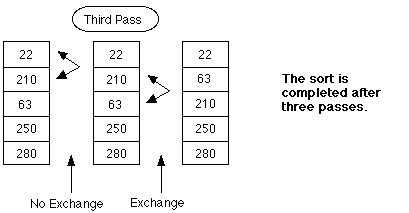 Third Pass
22 22 22
210 210 63
63 63 210
250 250 250
280 280 280
The sort is
completed after
three passes.
No Exchange Exchange